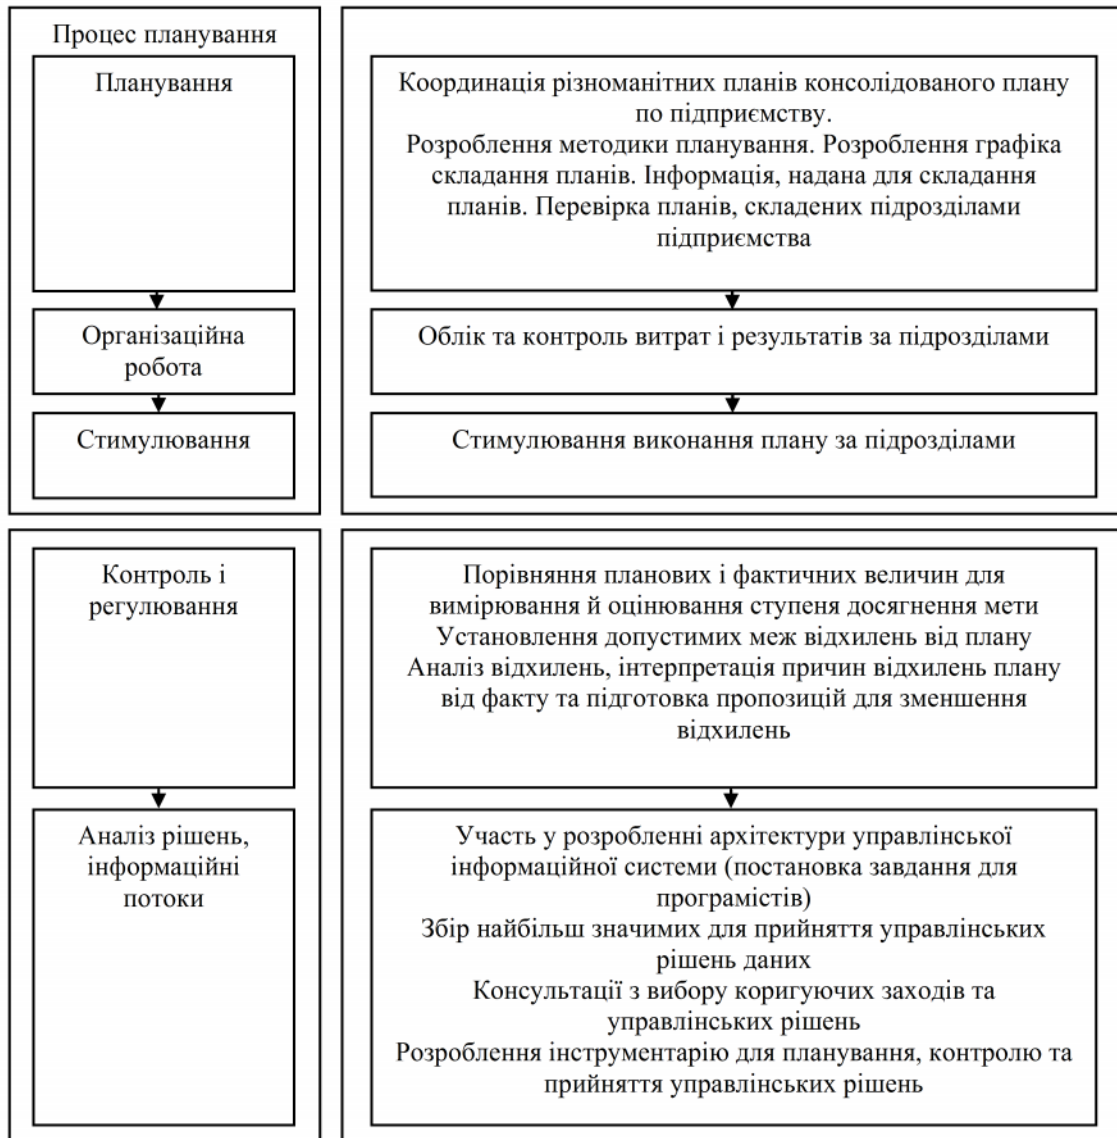 Процес планування
Планування
Координація різноманітних планів консолідованого плану
по підприємству.
Розроблення методики планування. Розроблення графіка
складання планів. Інформація, надана для складання
планів. Перевірка планів, складених підрозділами
підприємства
Організаційна
робота
Облік та контроль витрат і результатів за підрозділами
Стимулювання
Стимулювання виконання плану за підрозділами
Контроль і
регулювання
Порівняння планових і фактичних величин для
вимірювання й оцінювання ступеня досягнення мети
Установлення допустимих меж відхилень від плану
Аналіз відхилень, інтерпретація причин відхилень плану
від факту та підготовка пропозицій для зменшення
відхилень
Аналіз рішень,
інформаційні
потоки
Участь у розробленні архітектури управлінської
інформаційної системи (постановка завдання для
програмістів)
Збір найбільш значимих для прийняття управлінських
рішень даних
Консультації з вибору коригуючих заходів та
управлінських рішень
Розроблення інструментарію для планування, контролю та
прийняття управлінських рішень